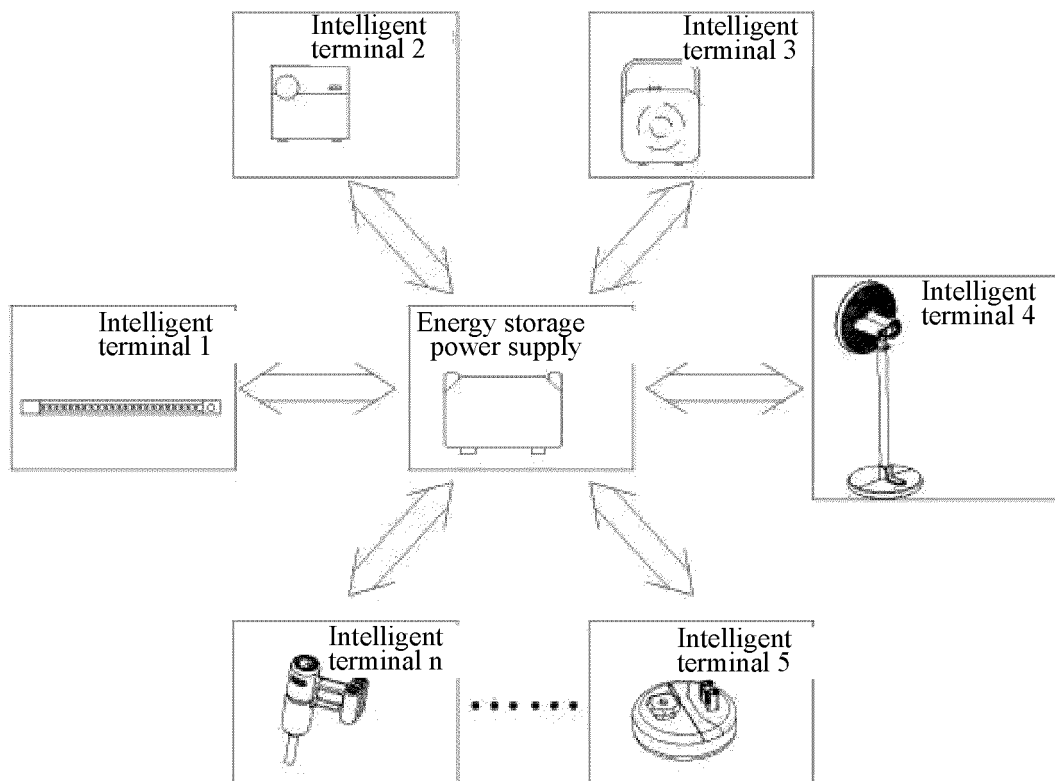 Intelligent
terminal 2
Intelligent
terminal 3
Intelligent
terminal 1
Energy storage
power supply
Intelligent
terminal 4
Intelligent
terminal n
Intelligent
terminal 5